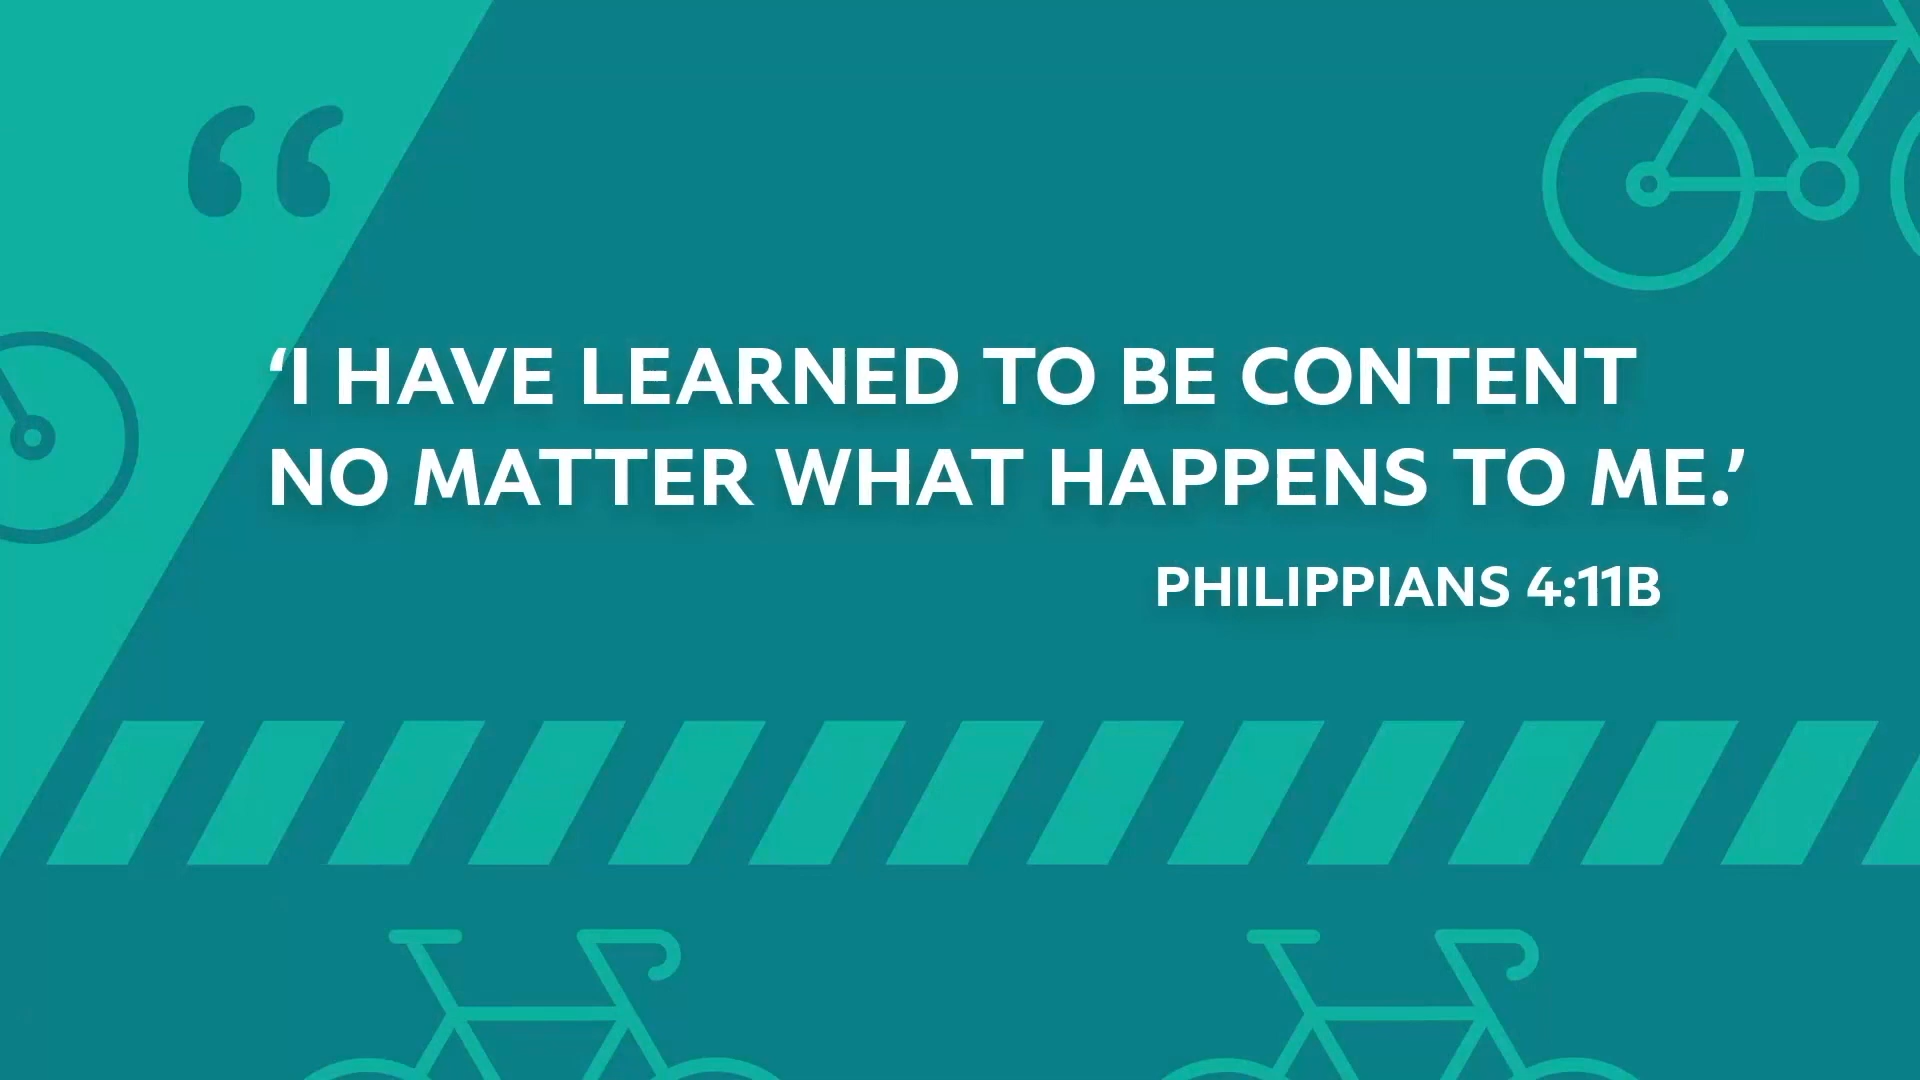 “
‘I HAVE LEARNED TO BE CONTENT
NO MATTER WHAT HAPPENS TO ME.’
PHILIPPIANS 4:11B